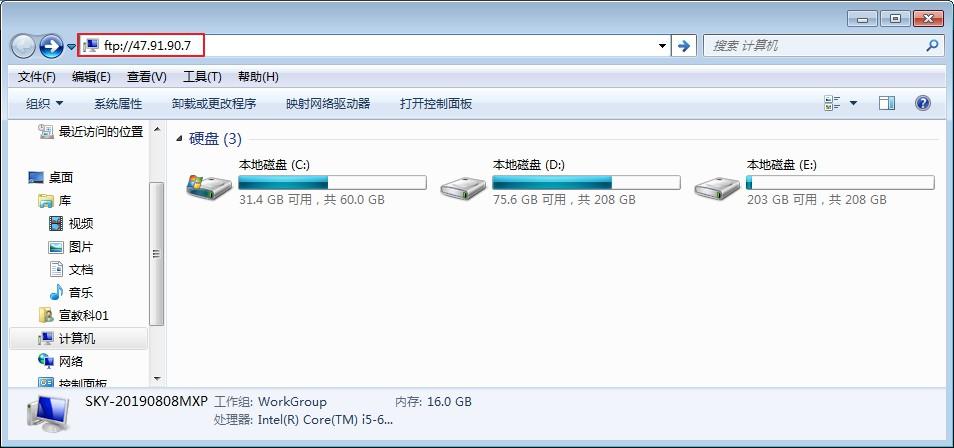 ftp://47.91.90.7
搜索 计算机
文件(F) 编辑(E) 查看(V) 工具(T) 帮助(H)
组织 系统属性 卸载或更改程序 映射网络驱动器 打开控制面板
最近访问的位置
桌面
库
视频
图片
文档
音乐
宣教科01
计算机
网络
控制面板
硬盘 (3)
本地磁盘 (C:)
31.4 GB 可用，共 60.0 GB
本地磁盘 (D:)
75.6 GB 可用，共 208 GB
本地磁盘 (E:)
203 GB 可用，共 208 GB
SKY-20190808MXP 工作组: WorkGroup 内存: 16.0 GB
处理器: Intel(R) Core(TM) i5-6...